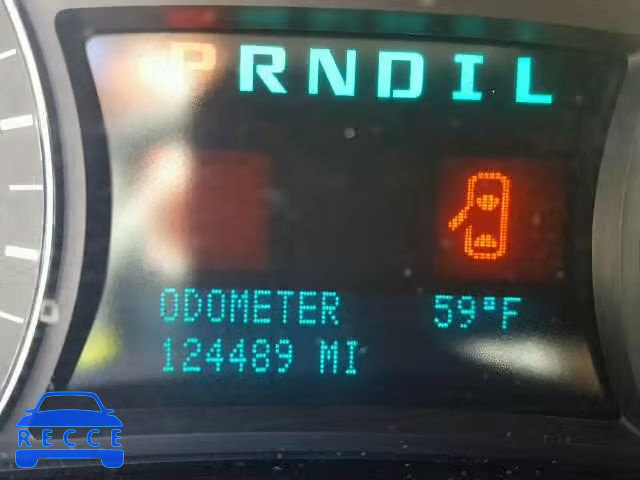 PRNDIL
ODOMETER 59°F
124489 MI
RECCE